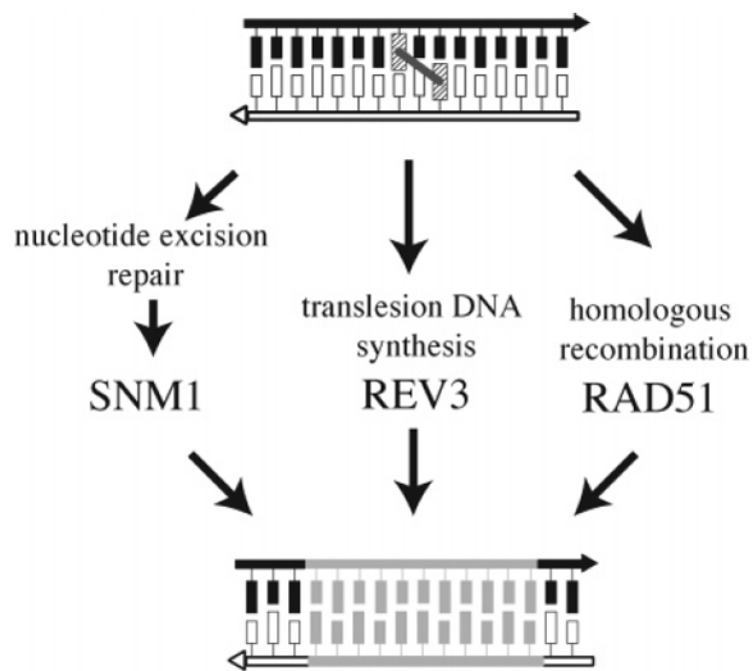 nucleotide excision
repair
SNM1
translesion DNA
synthesis
REV3
homologous
recombination
RAD51